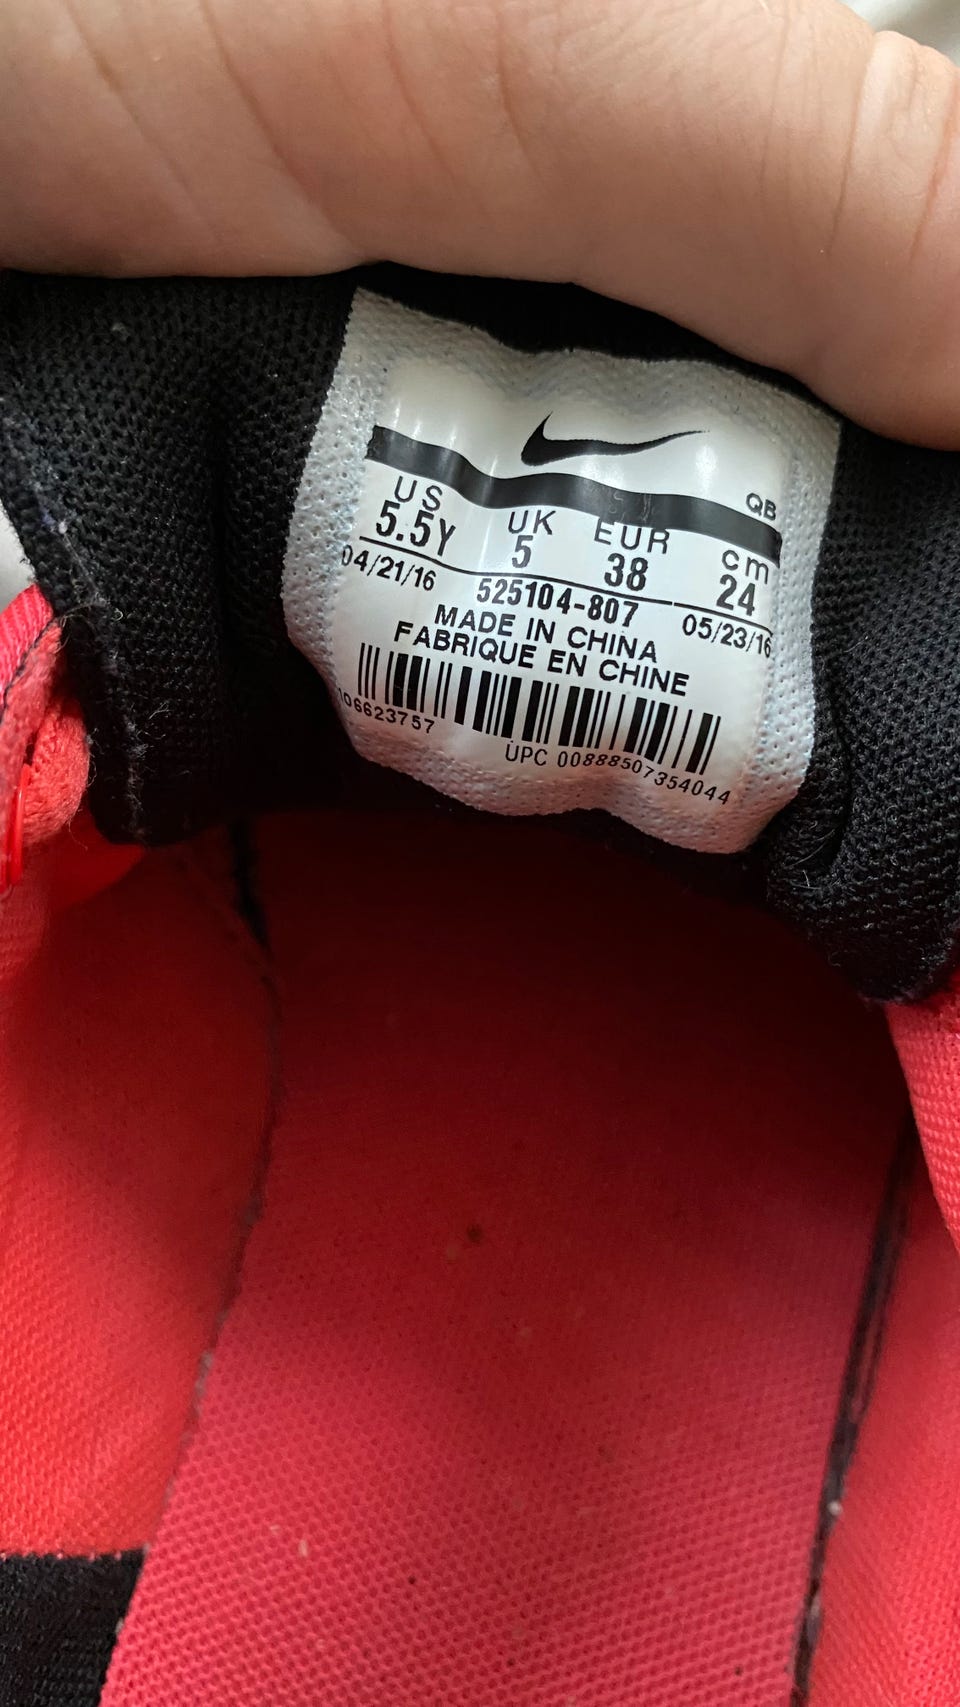 QB
US UK EUR cm
5.5Y 5 38 24
04/21/16 525104-807 05/23/16
MADE IN CHINA
FABRIQUE EN CHINE
06623757 UPC 00888507354044